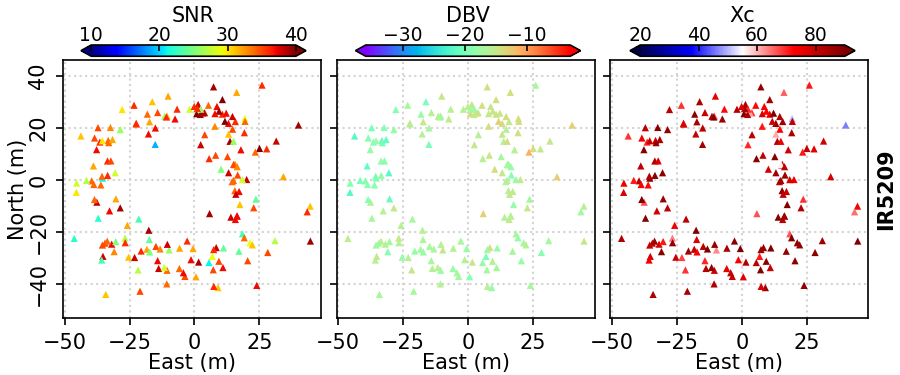 SNR DBV Xc
10 20 30 40 −30 −20 −10 20 40 60 80
40
20
0
−20
−40
North (m)
−50 −25 0 25 −50 −25 0 25 −50 −25 0 25
East (m) East (m) East (m)
IR5209